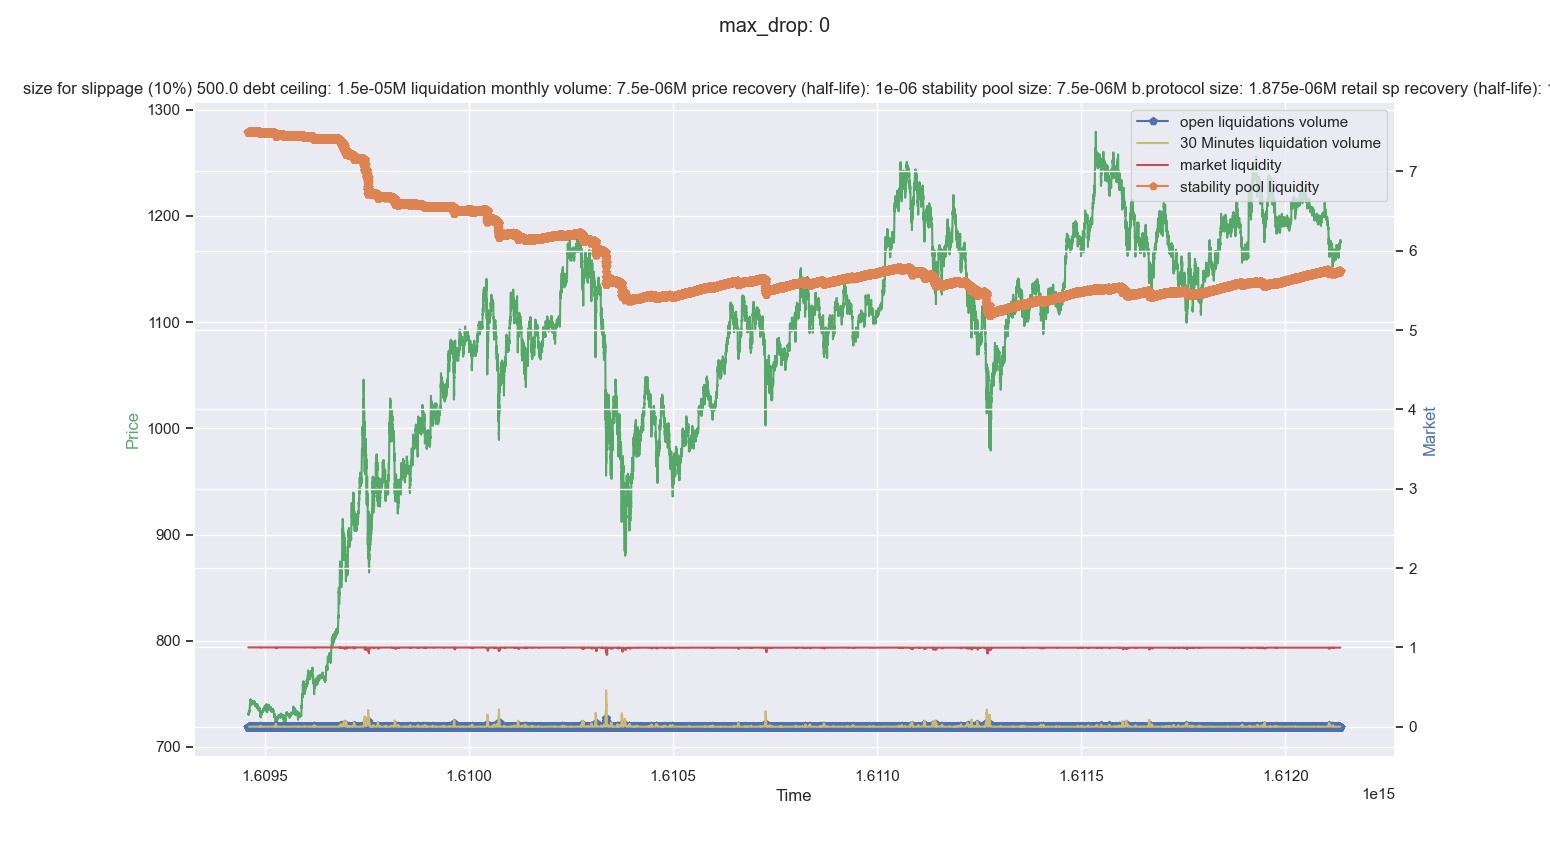 max_drop: 0
size for slippage (10%) 500.0 debt ceiling: 1.5e-05M liquidation monthly volume: 7.5e-06M price recovery (half-life): 1e-06 stability pool size: 7.5e-06M b.protocol size: 1.875e-06M retail sp recovery (half-life):
open liquidations volume
30 Minutes liquidation volume
market liquidity
stability pool liquidity
1300
1200
1100
1000
900
800
700
Price
7
6
5
4
3
2
1
0
Market
1.6095
1.6100
1.6105
1.6110
1.6115
1.6120
1e15
Time